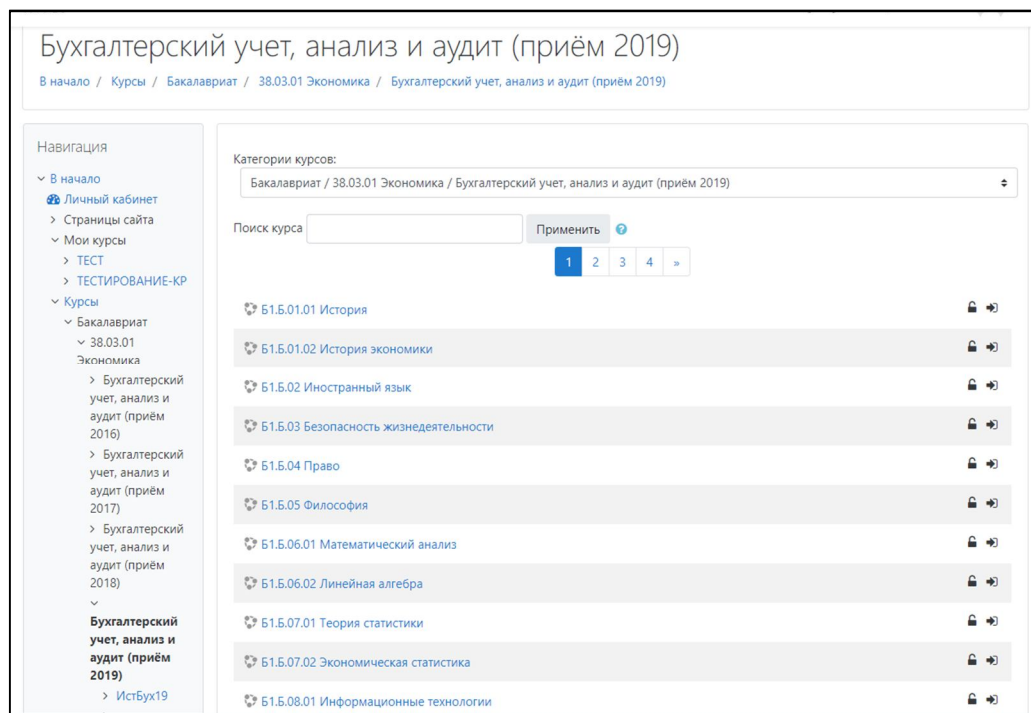 Бухгалтерский учет, анализ и аудит (приём 2019)
В начало / Курсы / Бакалавриат / 38.03.01 Экономика / Бухгалтерский учет, анализ и аудит (приём 2019)
Навигация
В начало
Личный кабинет
Страницы сайта
Мои курсы
ТЕСТ
ТЕСТИРОВАНИЕ-КР
Курсы
Бакалавриат
38.03.01
Экономика
Бухгалтерский
учет, анализ и
аудит (приём
2016)
Бухгалтерский
учет, анализ и
аудит (приём
2017)
Бухгалтерский
учет, анализ и
аудит (приём
2018)
Бухгалтерский
учет, анализ и
аудит (приём
2019)
ИстБух19
Категории курсов:
Бакалавриат / 38.03.01 Экономика / Бухгалтерский учет, анализ и аудит (приём 2019)
Поиск курса Применить
1 2 3 4 »
Б1.Б.01.01 История
Б1.Б.01.02 История экономики
Б1.Б.02 Иностранный язык
Б1.Б.03 Безопасность жизнедеятельности
Б1.Б.04 Право
Б1.Б.05 Философия
Б1.Б.06.01 Математический анализ
Б1.Б.06.02 Линейная алгебра
Б1.Б.07.01 Теория статистики
Б1.Б.07.02 Экономическая статистика
Б1.Б.08.01 Информационные технологии